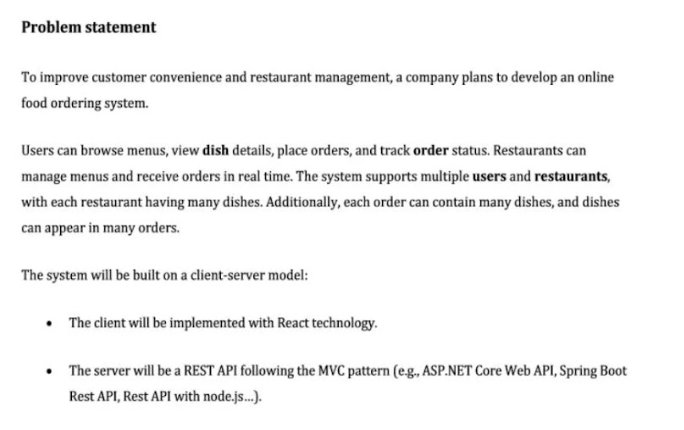 Problem statement
To improve customer convenience and restaurant management, a company plans to develop an online
food ordering system.
Users can browse menus, view dish details, place orders, and track order status. Restaurants can
manage menus and receive orders in real time. The system supports multiple users and restaurants,
with each restaurant having many dishes. Additionally, each order can contain many dishes, and dishes
can appear in many orders.
The system will be built on a client-server model:
• The client will be implemented with React technology.
• The server will be a REST API following the MVC pattern (e.g., ASP.NET Core Web API, Spring Boot
Rest API, Rest API with node.js...).